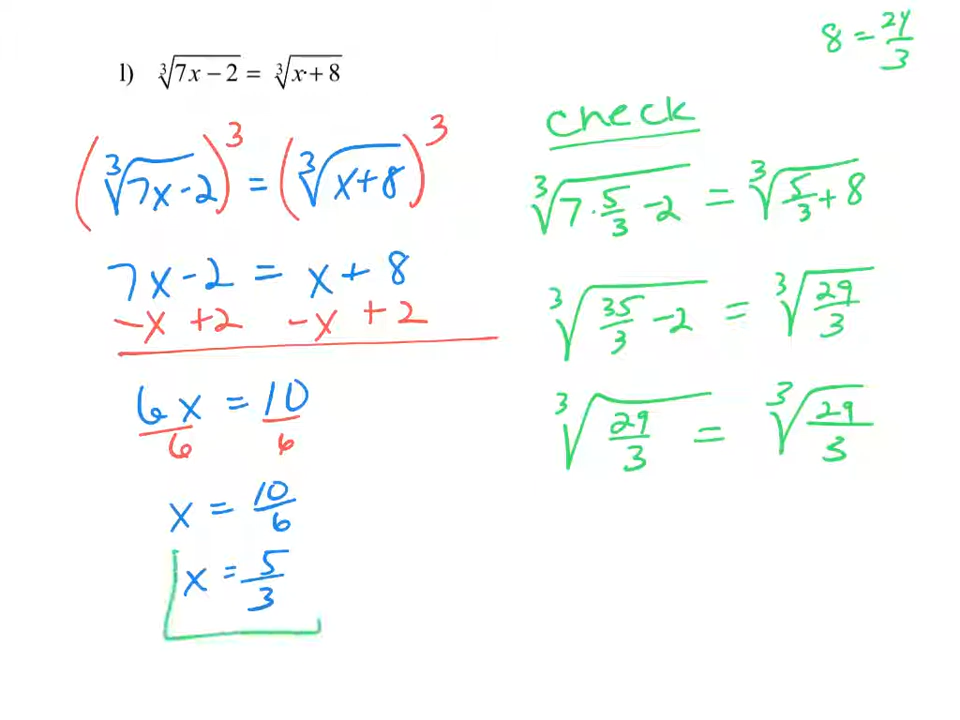 l) ∛(7x − 2) = ∛(x + 8)
(∛(7x - 2))³ = (∛(x + 8))³
7x - 2 = x + 8
-x +2 -x +2
6x = 10
6 6
x = 10/6
x = 5/3
8 = 24/3
check
∛(7 · 5/3 - 2) = ∛(5/3 + 8)
∛(35/3 - 2) = ∛(29/3)
∛(29/3) = ∛(29/3)